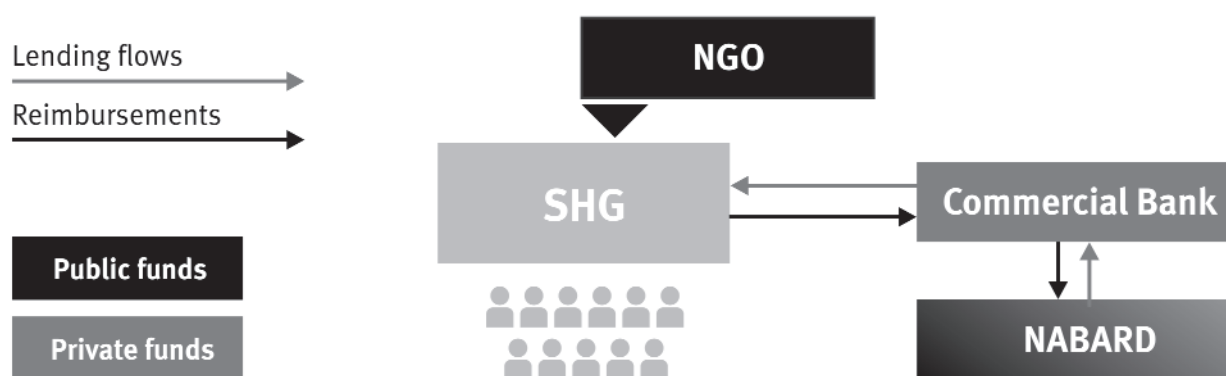 Lending flows
Reimbursements
NGO
SHG
Commercial Bank
Public funds
Private funds
NABARD